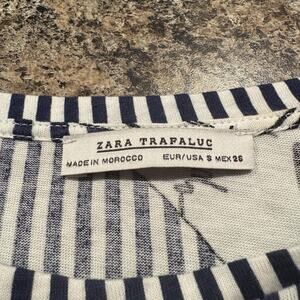 ZARA TRAFALUC
MADE IN MOROCCO EUR/USA S MEX 26